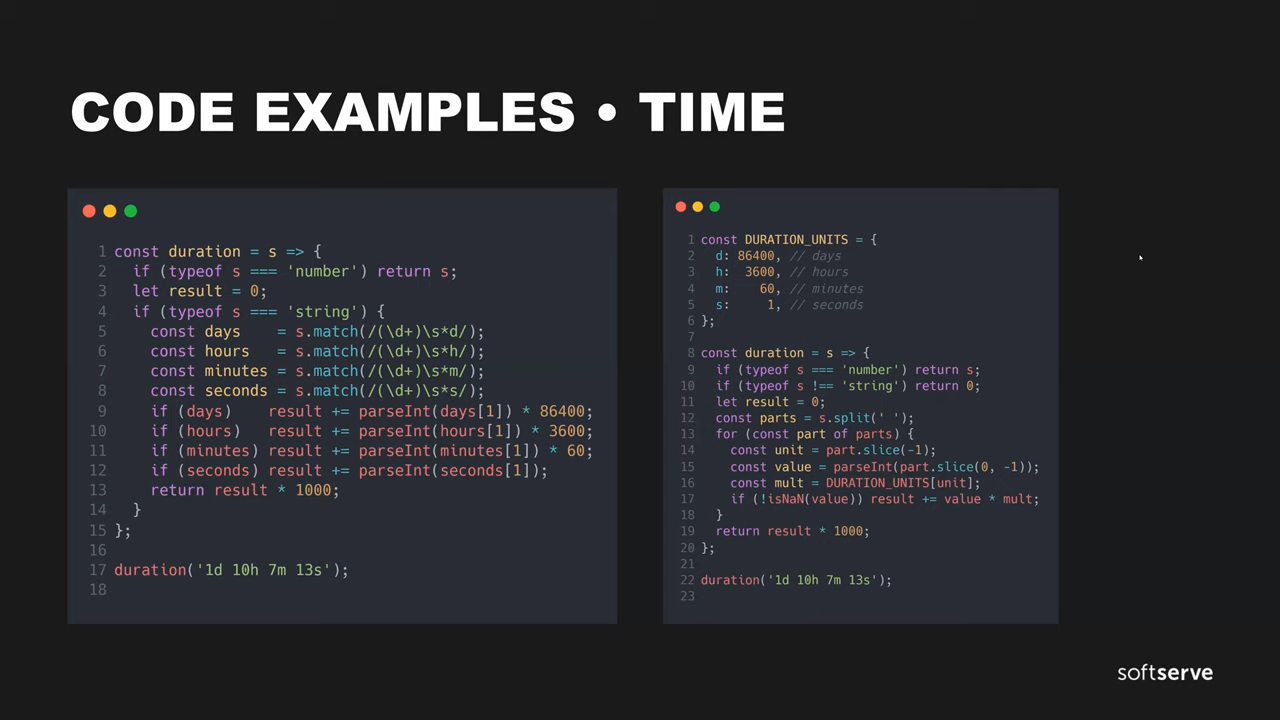 CODE EXAMPLES • TIME
1 const duration = s => {
2   if (typeof s === 'number') return s;
3   let result = 0;
4   if (typeof s === 'string') {
5     const days    = s.match(/(\d+)\s*d/);
6     const hours   = s.match(/(\d+)\s*h/);
7     const minutes = s.match(/(\d+)\s*m/);
8     const seconds = s.match(/(\d+)\s*s/);
9     if (days)    result += parseInt(days[1]) * 86400;
10     if (hours)   result += parseInt(hours[1]) * 3600;
11     if (minutes) result += parseInt(minutes[1]) * 60;
12     if (seconds) result += parseInt(seconds[1]);
13     return result * 1000;
14   }
15 };
16
17 duration('1d 10h 7m 13s');
18
1 const DURATION_UNITS = {
2   d: 86400, // days
3   h:  3600, // hours
4   m:    60, // minutes
5   s:     1, // seconds
6 };
7
8 const duration = s => {
9   if (typeof s === 'number') return s;
10   if (typeof s !== 'string') return 0;
11   let result = 0;
12   const parts = s.split(' ');
13   for (const part of parts) {
14     const unit = part.slice(-1);
15     const value = parseInt(part.slice(0, -1));
16     const mult = DURATION_UNITS[unit];
17     if (!isNaN(value)) result += value * mult;
18   }
19   return result * 1000;
20 };
21
22 duration('1d 10h 7m 13s');
23
softserve